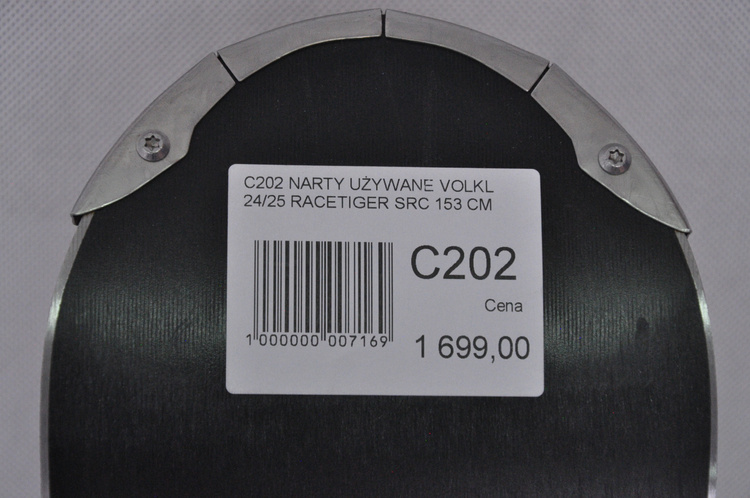 C202 NARTY UŻYWANE VOLKL
24/25 RACETIGER SRC 153 CM
C202
Cena
1 000000 007169
1 699,00